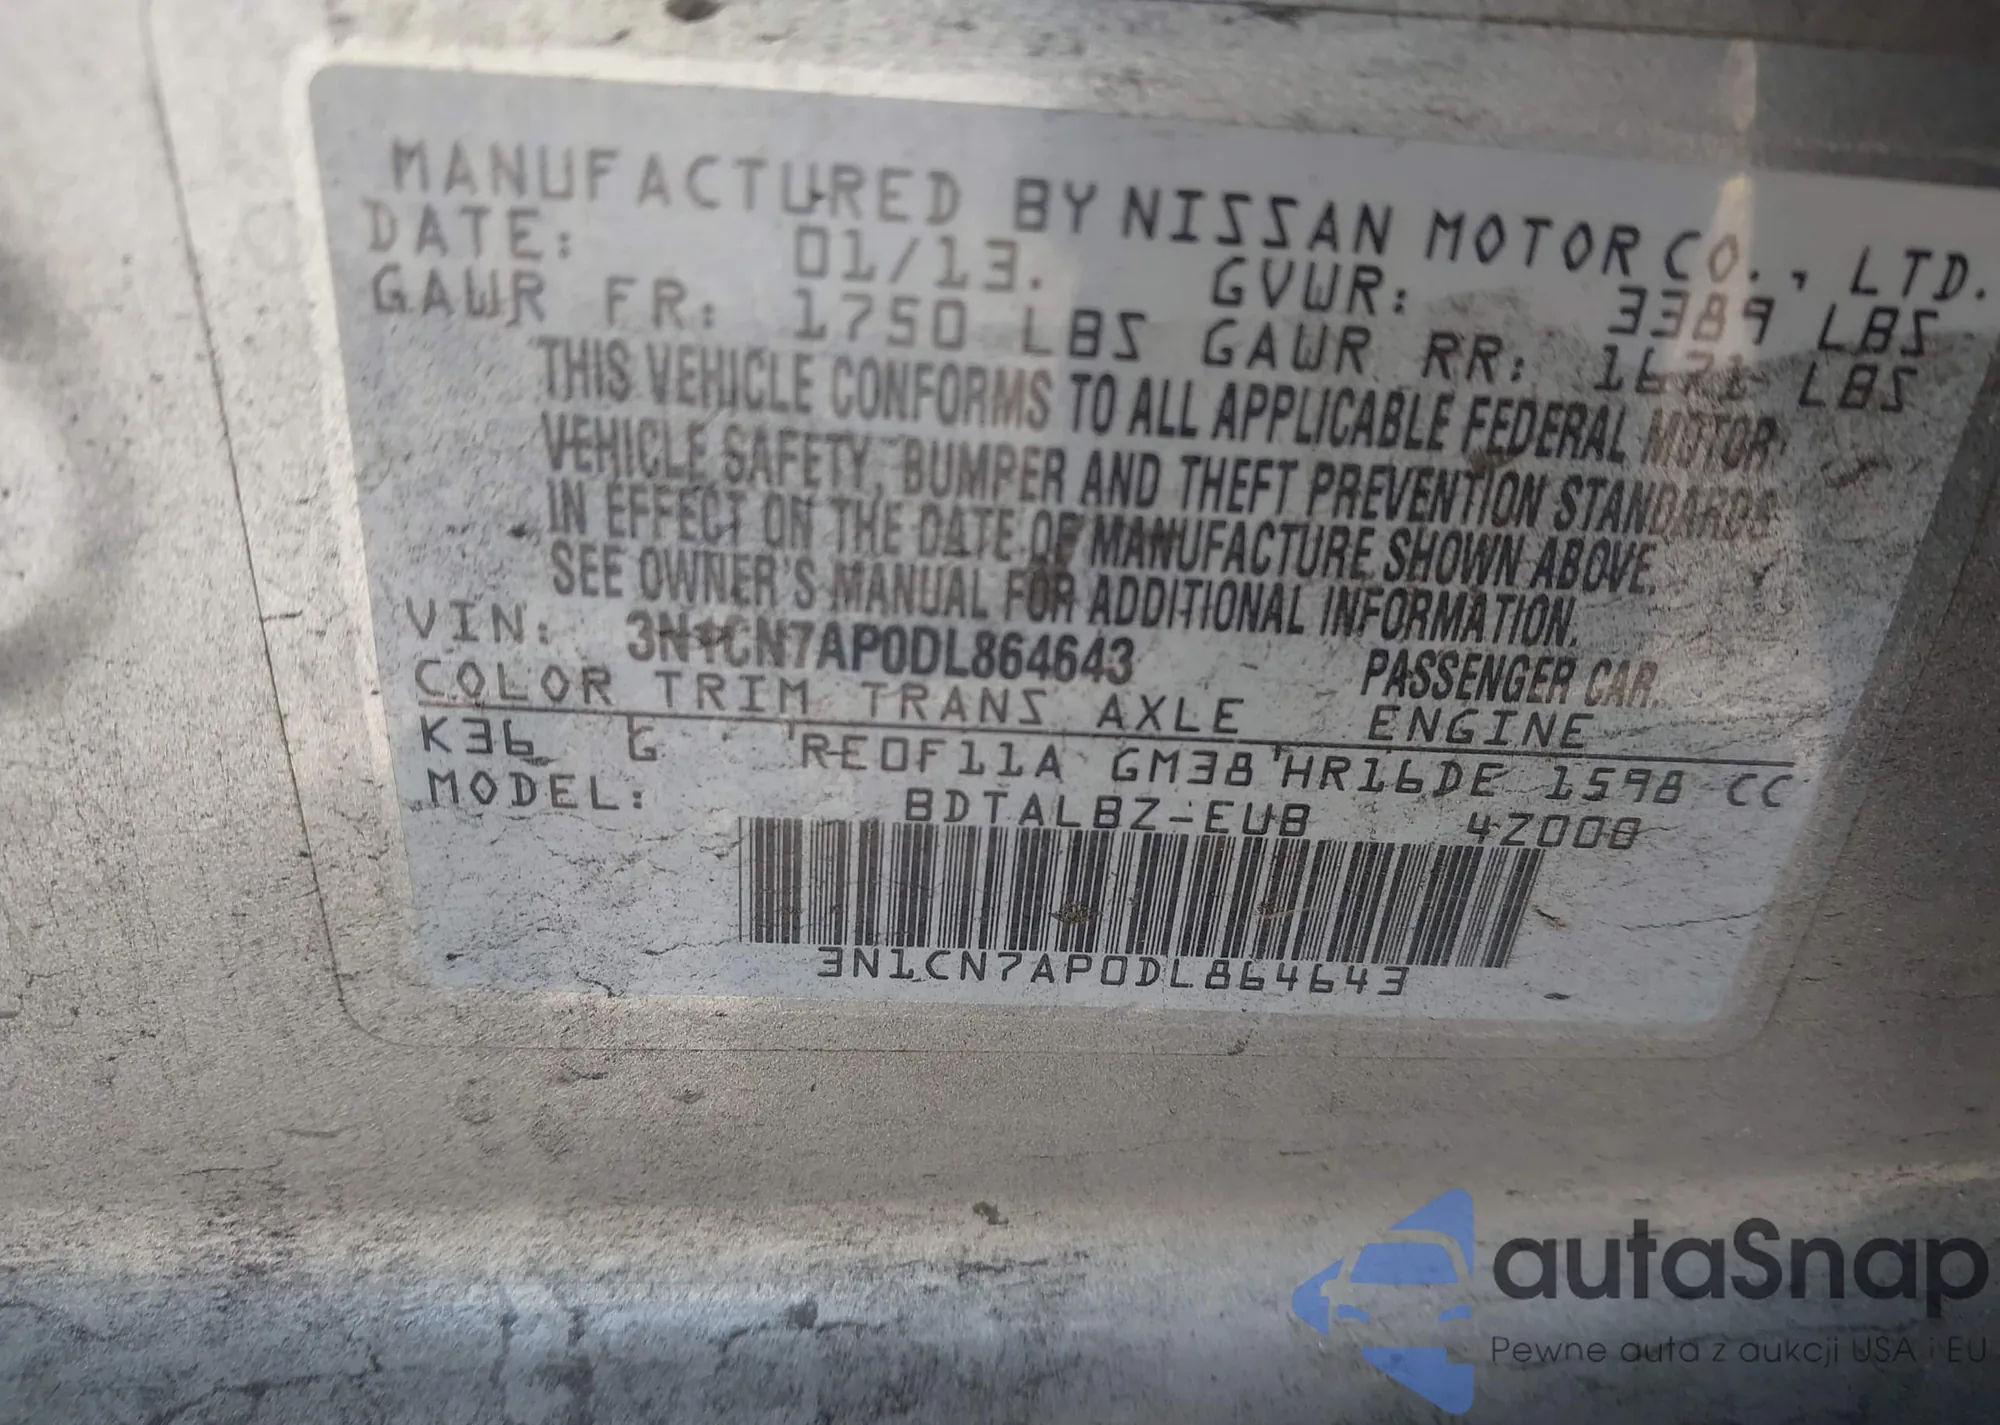 MANUFACTURED BY NISSAN MOTOR CO., LTD.
DATE: 01/13. GVWR: 3389 LBS
GAWR FR: 1750 LBS GAWR RR: 1671 LBS
THIS VEHICLE CONFORMS TO ALL APPLICABLE FEDERAL MOTOR
VEHICLE SAFETY, BUMPER AND THEFT PREVENTION STANDARDS
IN EFFECT ON THE DATE OF MANUFACTURE SHOWN ABOVE.
SEE OWNER'S MANUAL FOR ADDITIONAL INFORMATION.
VIN: 3N1CN7AP0DL864643 PASSENGER CAR.
COLOR TRIM TRANS AXLE ENGINE
K36 G RE0F11A GM38 HR16DE 1598 CC
MODEL: BDTALBZ-EUB 4Z000
3N1CN7AP0DL864643
autaSnap
Pewne auta z aukcji USA i EU